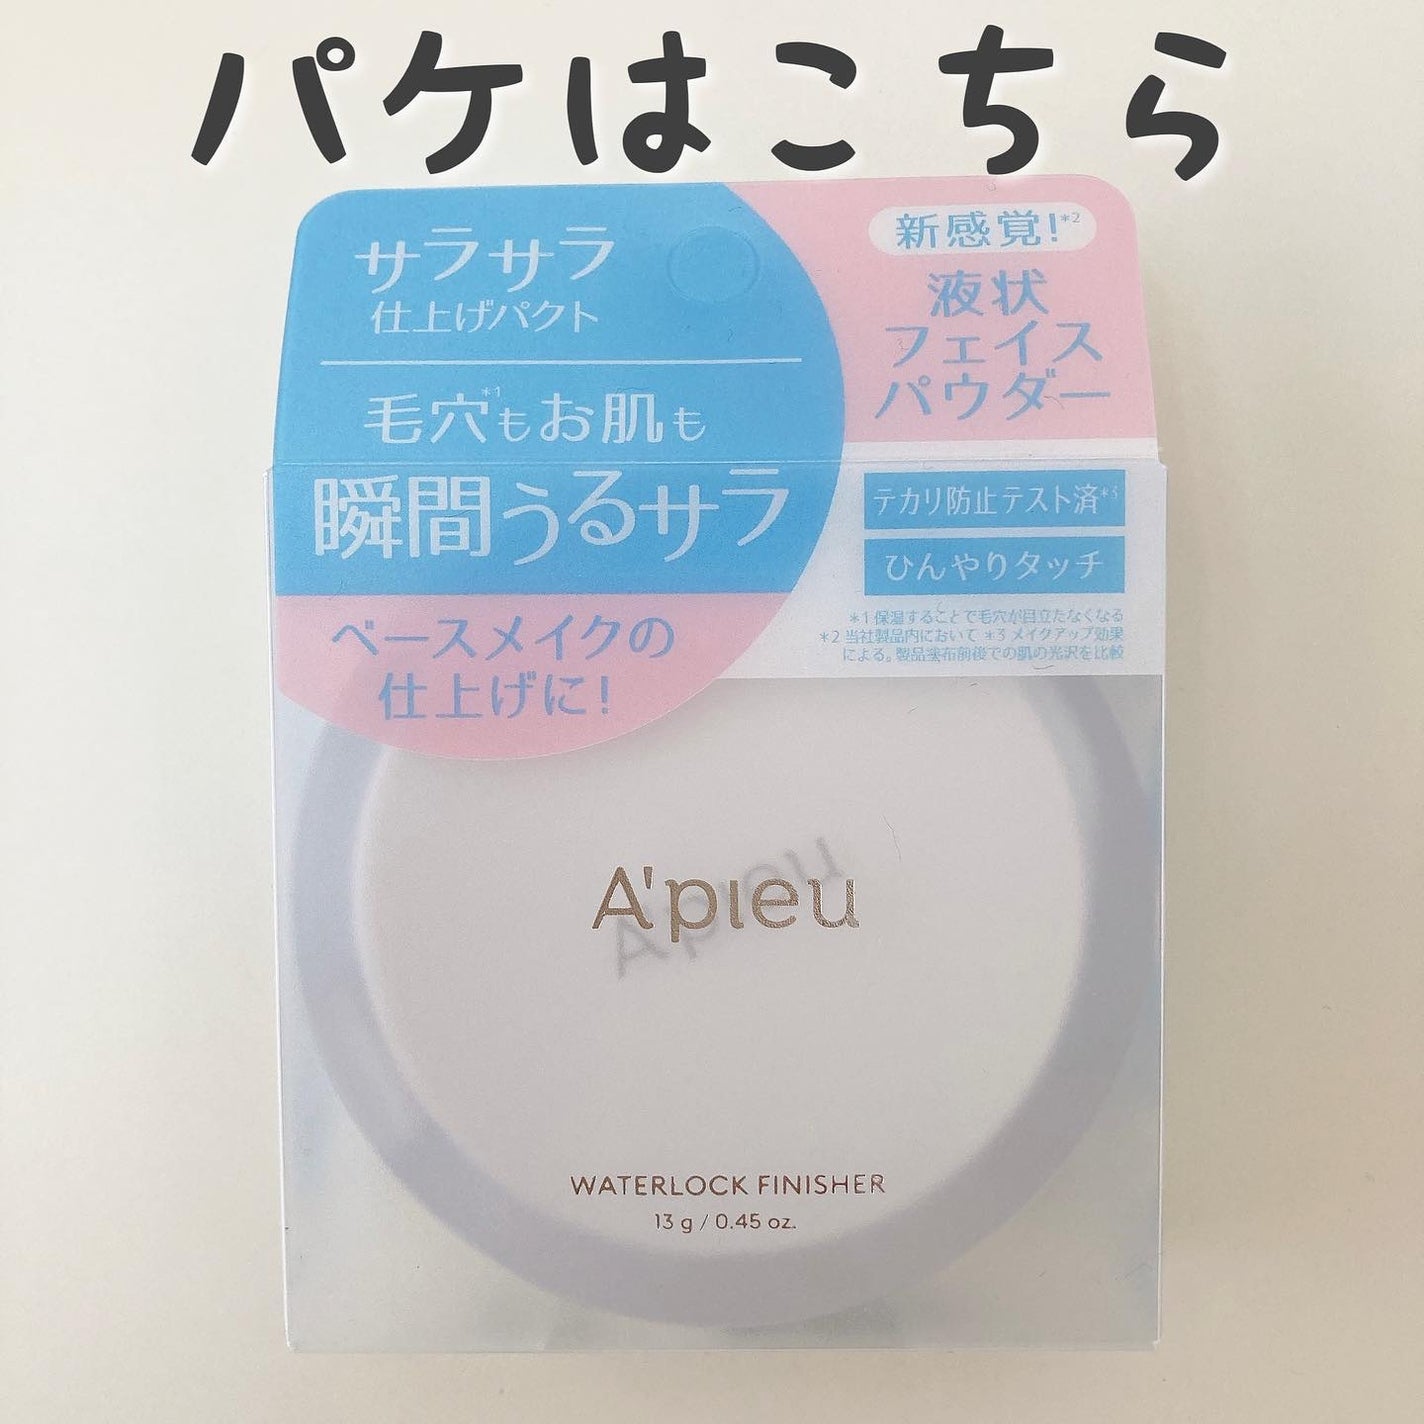 パケはこちら
サラサラ
仕上げパクト
毛穴*1もお肌も
瞬間うるサラ
ベースメイクの
仕上げに!
新感覚!*2
液状
フェイス
パウダー
テカリ防止テスト済*3
ひんやりタッチ
*1 保湿することで毛穴が目立たなくなる
*2 当社製品内において *3 メイクアップ効果
による。製品塗布前後での肌の光沢を比較
A'pieu
A'pieu
WATERLOCK FINISHER
13 g / 0.45 oz.